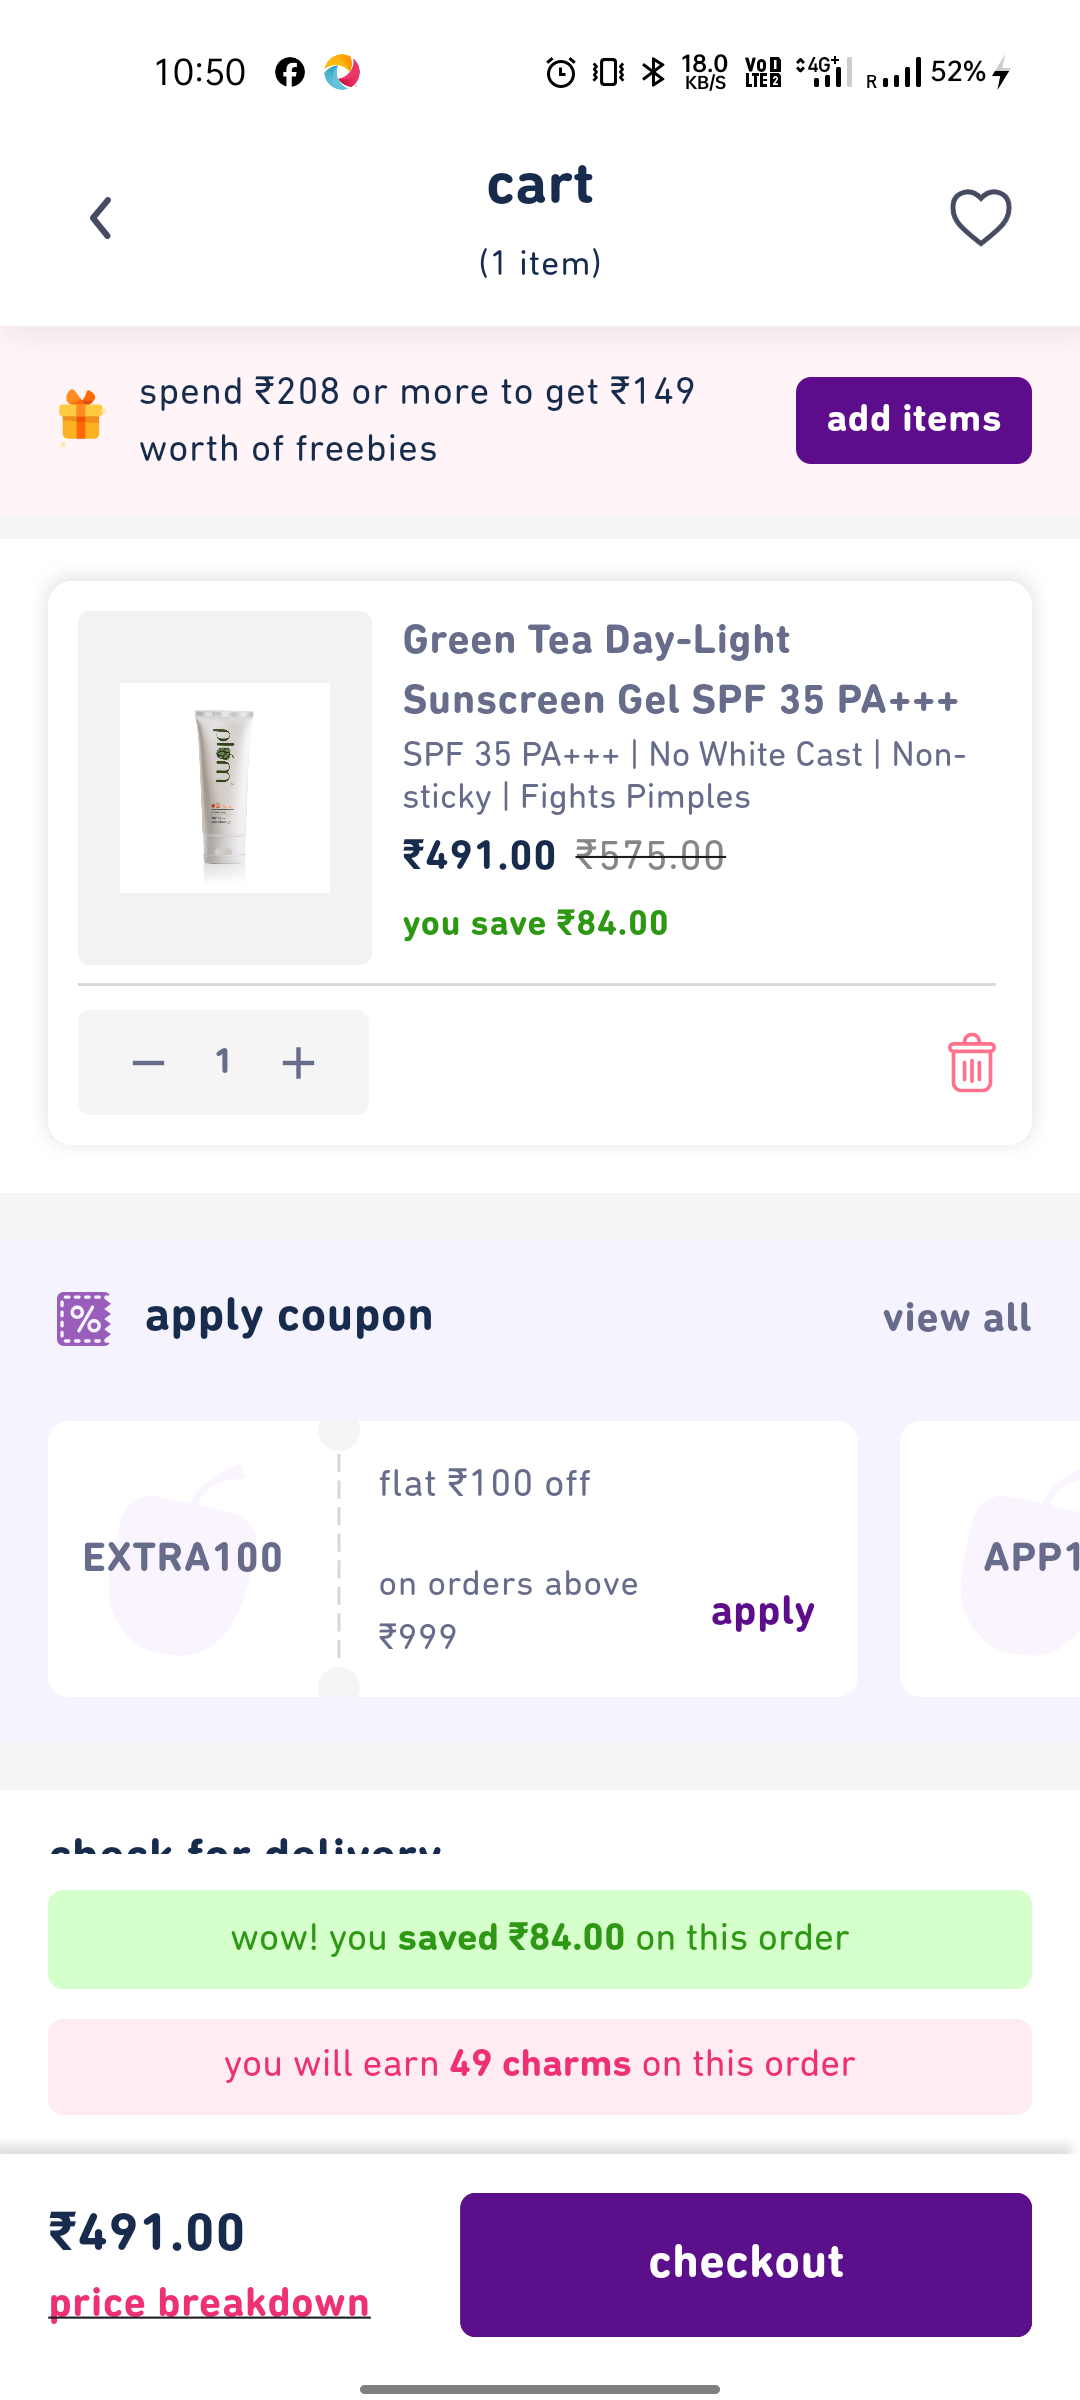 10:50
18.0
KB/S
VoD
LTE 2
4G+
R
52%
cart
(1 item)
spend ₹208 or more to get ₹149
worth of freebies
add items
plum
Green Tea Day-Light
Sunscreen Gel SPF 35 PA+++
SPF 35 PA+++ | No White Cast | Non-
sticky | Fights Pimples
₹491.00 ₹575.00
you save ₹84.00
1
%
apply coupon
view all
EXTRA100
flat ₹100 off
on orders above
₹999
apply
APP1
check for delivery
wow! you saved ₹84.00 on this order
you will earn 49 charms on this order
₹491.00
price breakdown
checkout